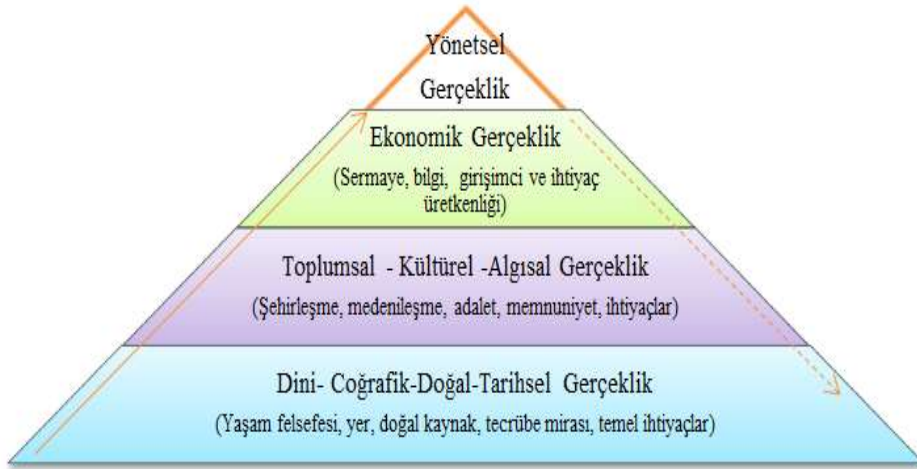 Yönetsel
Gerçeklik
Ekonomik Gerçeklik
(Sermaye, bilgi, girişimci ve ihtiyaç
üretkenliği)
Toplumsal - Kültürel -Algısal Gerçeklik
(Şehirleşme, medenileşme, adalet, memnuniyet, ihtiyaçlar)
Dini- Coğrafik-Doğal-Tarihsel Gerçeklik
(Yaşam felsefesi, yer, doğal kaynak, tecrübe mirası, temel ihtiyaçlar)